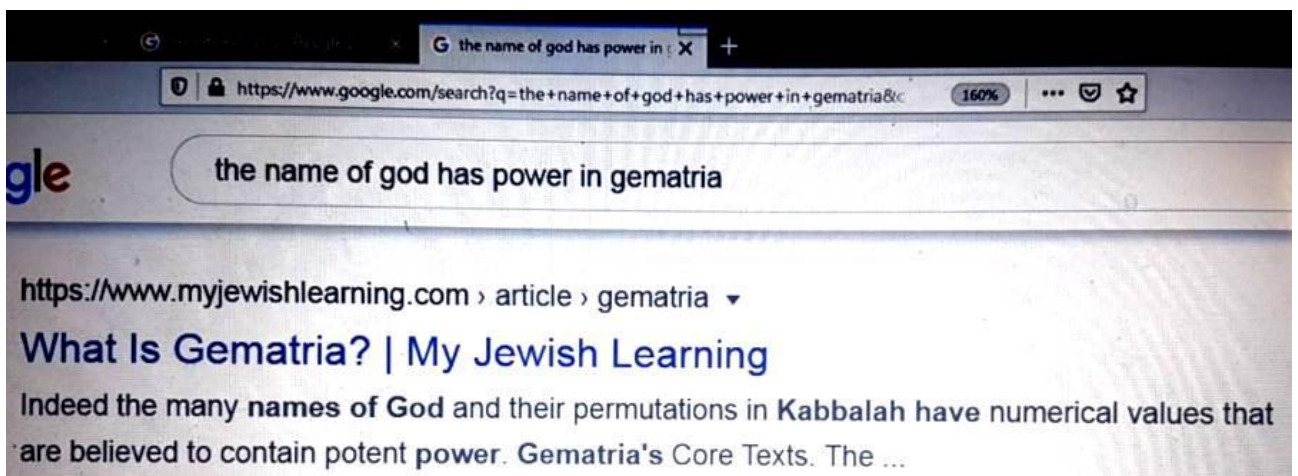 G the name of god has power in g
https://www.google.com/search?q=the+name+of+god+has+power+in+gematria&c 160%
gle the name of god has power in gematria
https://www.myjewishlearning.com › article › gematria
What Is Gematria? | My Jewish Learning
Indeed the many names of God and their permutations in Kabbalah have numerical values that
are believed to contain potent power. Gematria's Core Texts. The ...